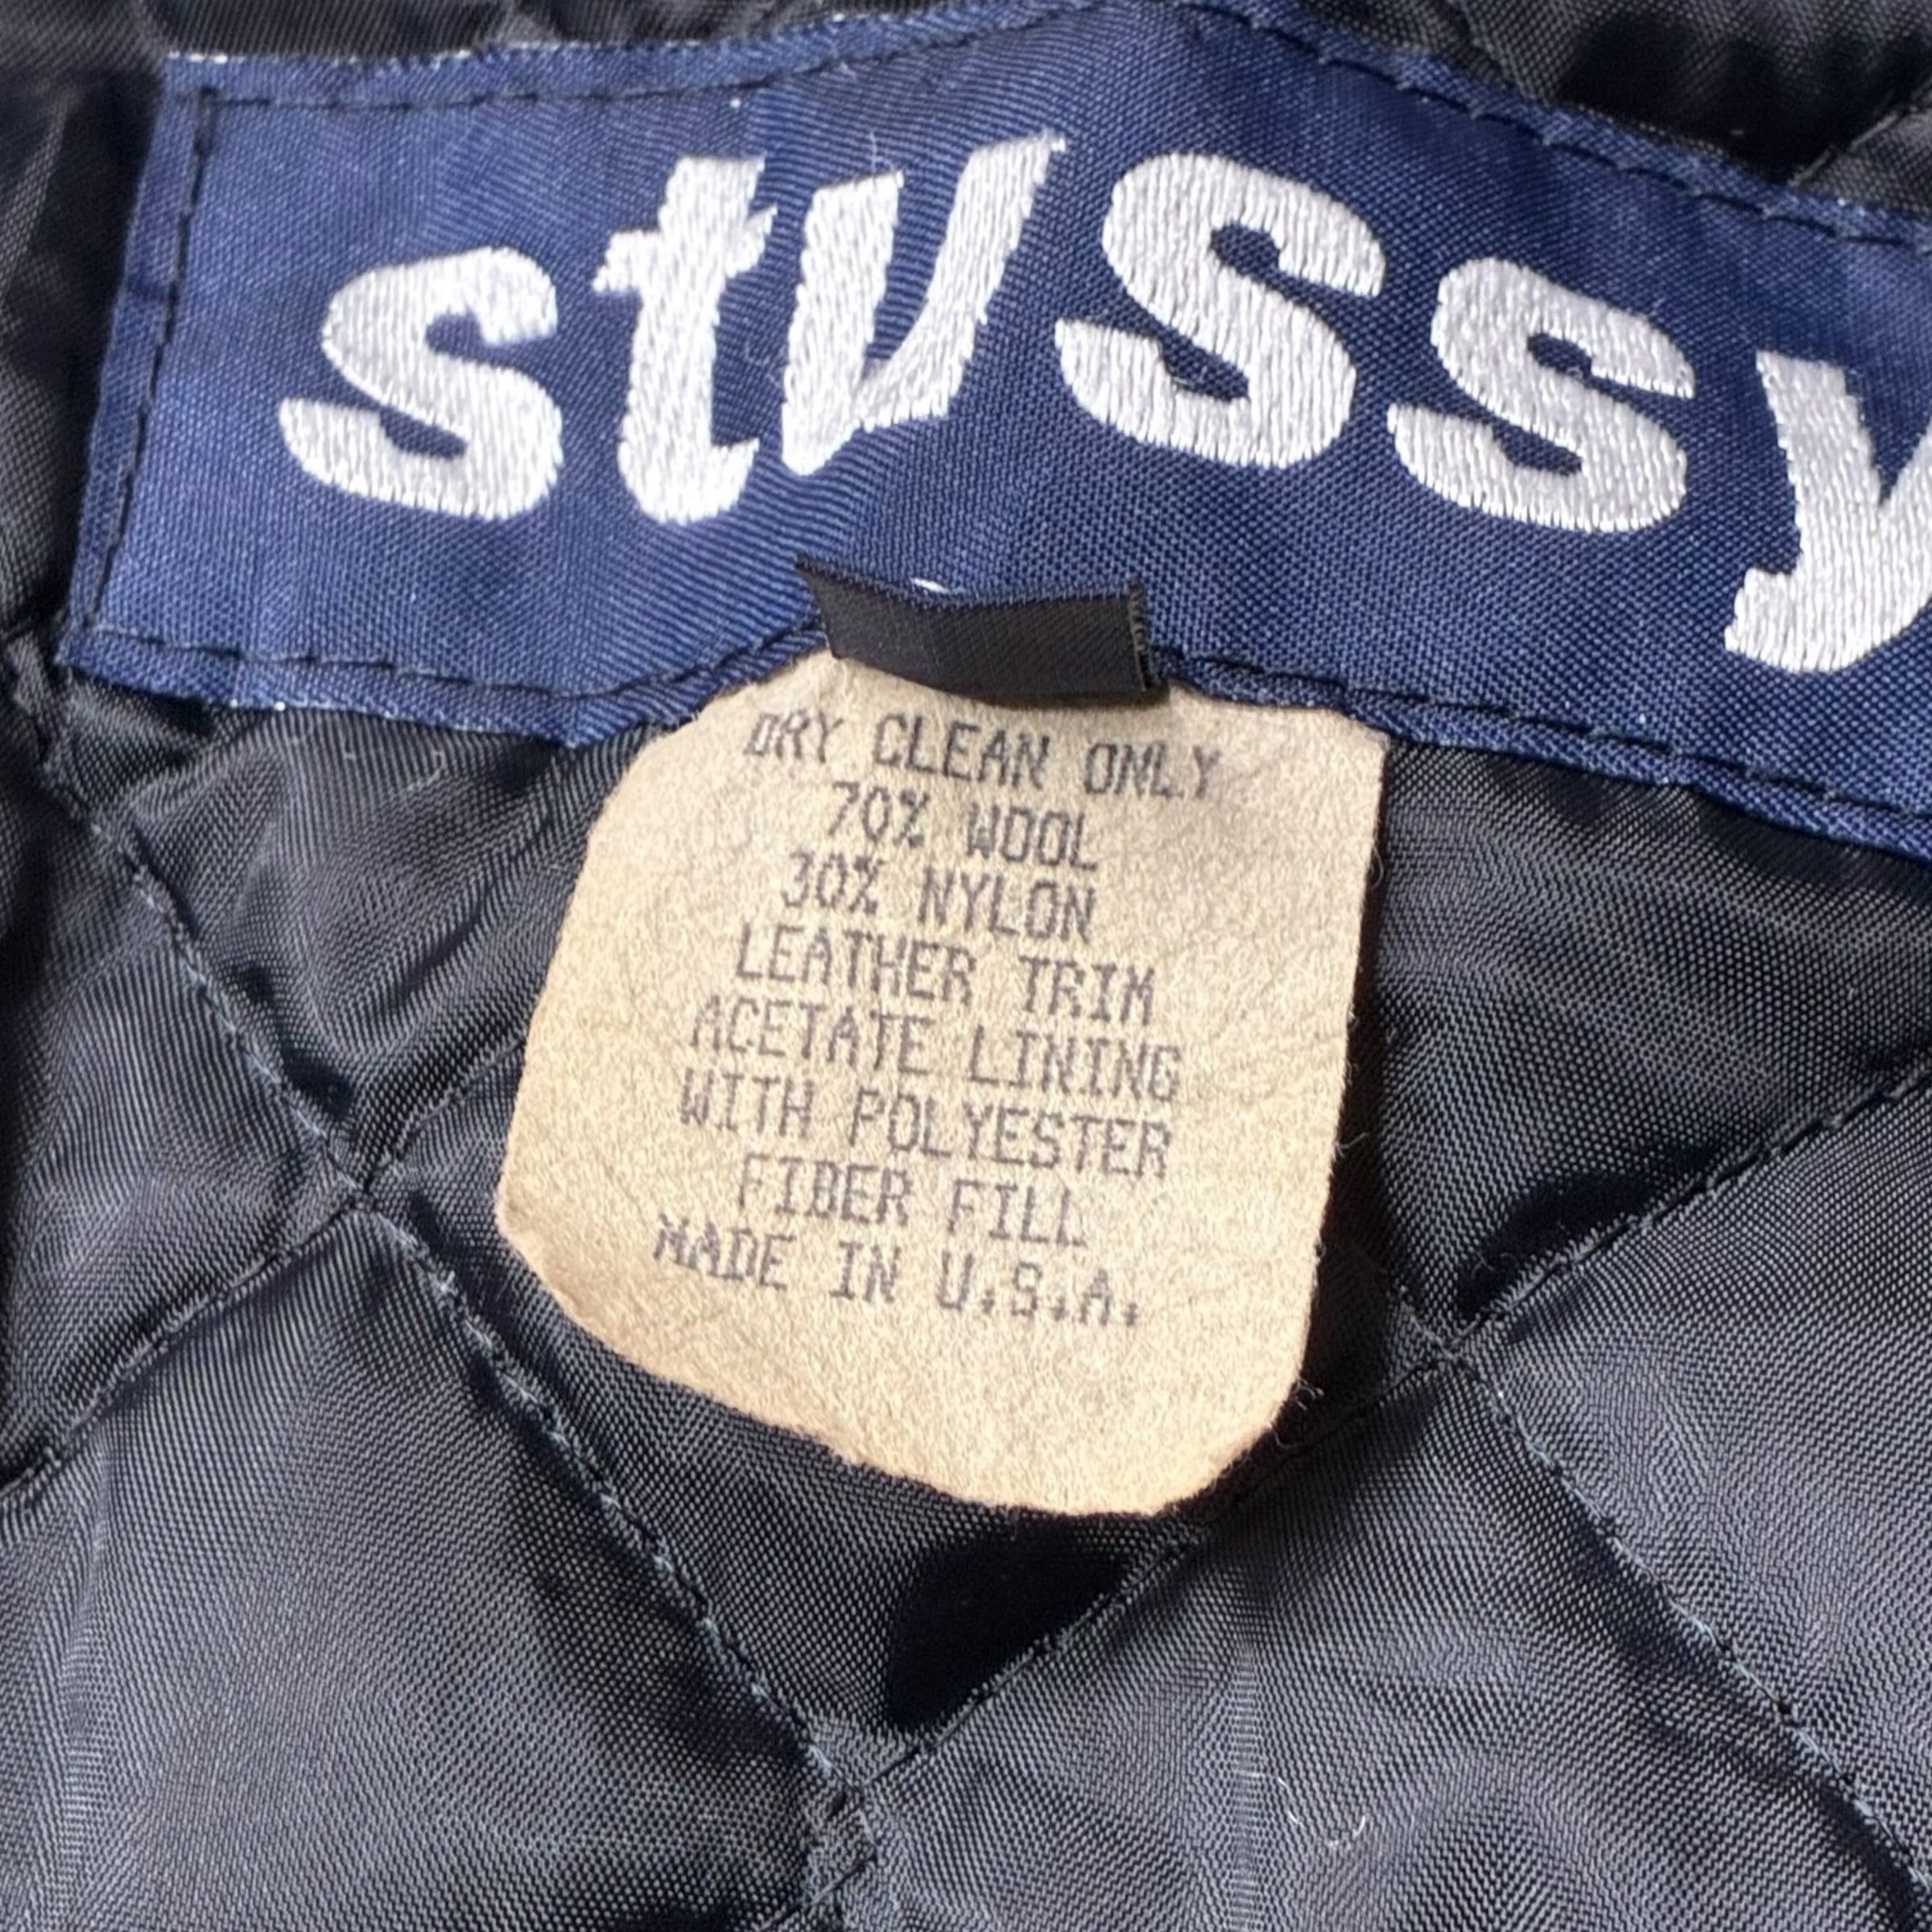 stussy
DRY CLEAN ONLY
70% WOOL
30% NYLON
LEATHER TRIM
ACETATE LINING
WITH POLYESTER
FIBER FILL
MADE IN U.S.A.